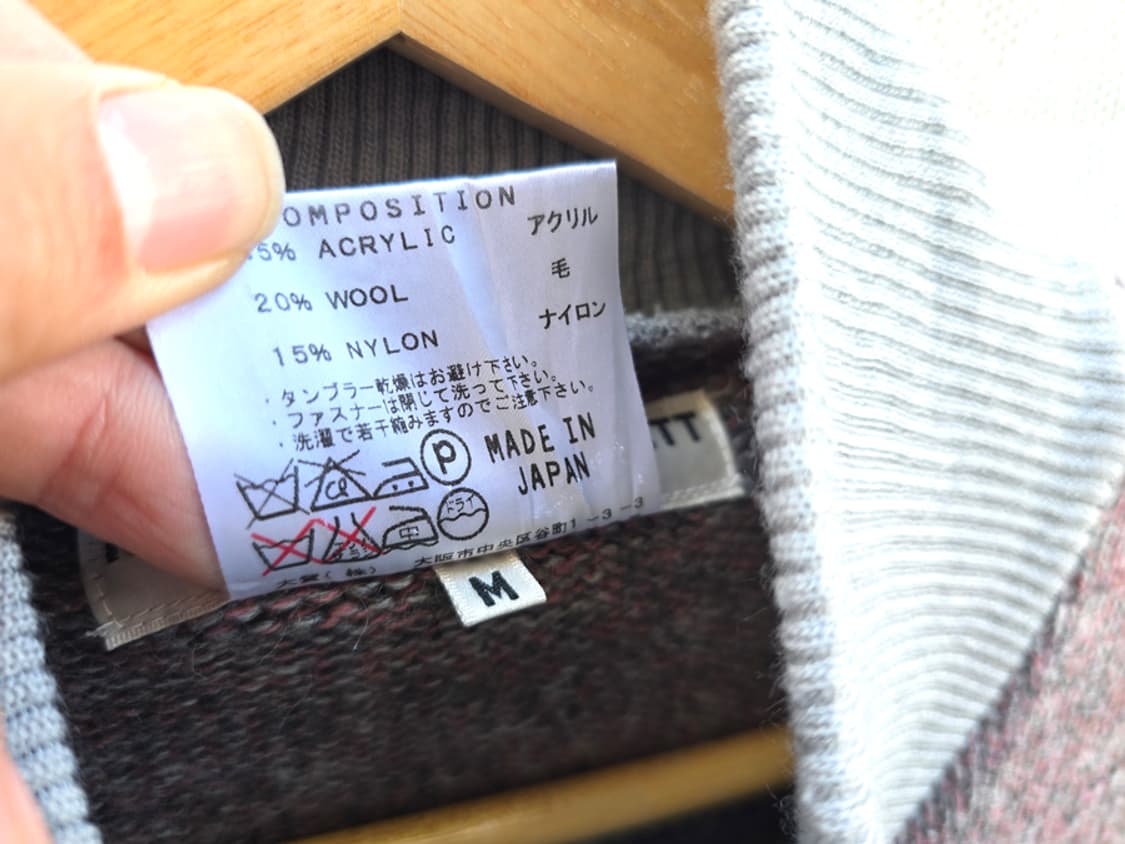 OMPOSITION
5% ACRYLIC アクリル
20% WOOL 毛
15% NYLON ナイロン
・タンブラー乾燥はお避け下さい。
・ファスナーは閉じて洗って下さい。
・洗濯で若干縮みますのでご注意下さい。
P
MADE IN
JAPAN
ドライ
中
大阪市中央区谷町1-3-3
TT
M